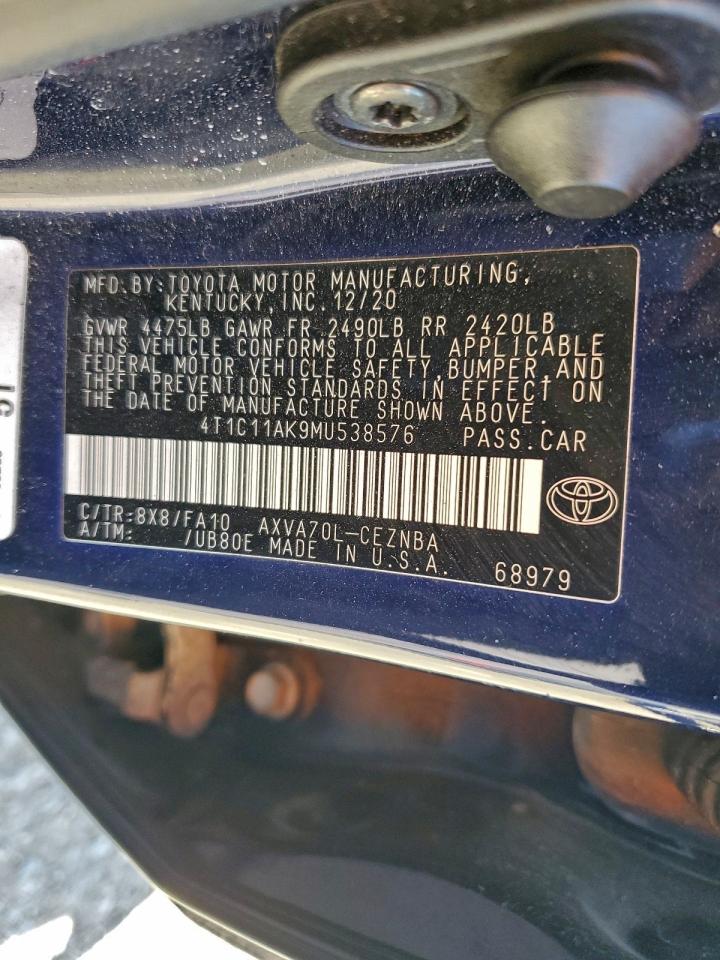 MFD.BY:TOYOTA MOTOR MANUFACTURING,
KENTUCKY,INC. 12/20
GVWR 4475LB GAWR FR 2490LB RR 2420LB
THIS VEHICLE CONFORMS TO ALL APPLICABLE
FEDERAL MOTOR VEHICLE SAFETY,BUMPER,AND
THEFT PREVENTION STANDARDS IN EFFECT ON
THE DATE OF MANUFACTURE SHOWN ABOVE.
4T1C11AK9MU538576 PASS.CAR
C/TR:8X8/FA10 AXVA70L-CEZNBA
A/TM: /UB80E MADE IN U.S.A. 68979